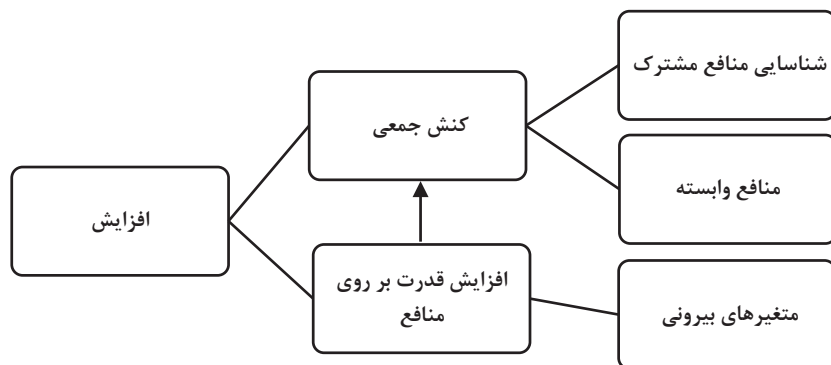 شناسایی منافع مشترک
کنش جمعی
منافع وابسته
افزایش
افزایش قدرت بر روی
منافع
متغیرهای بیرونی